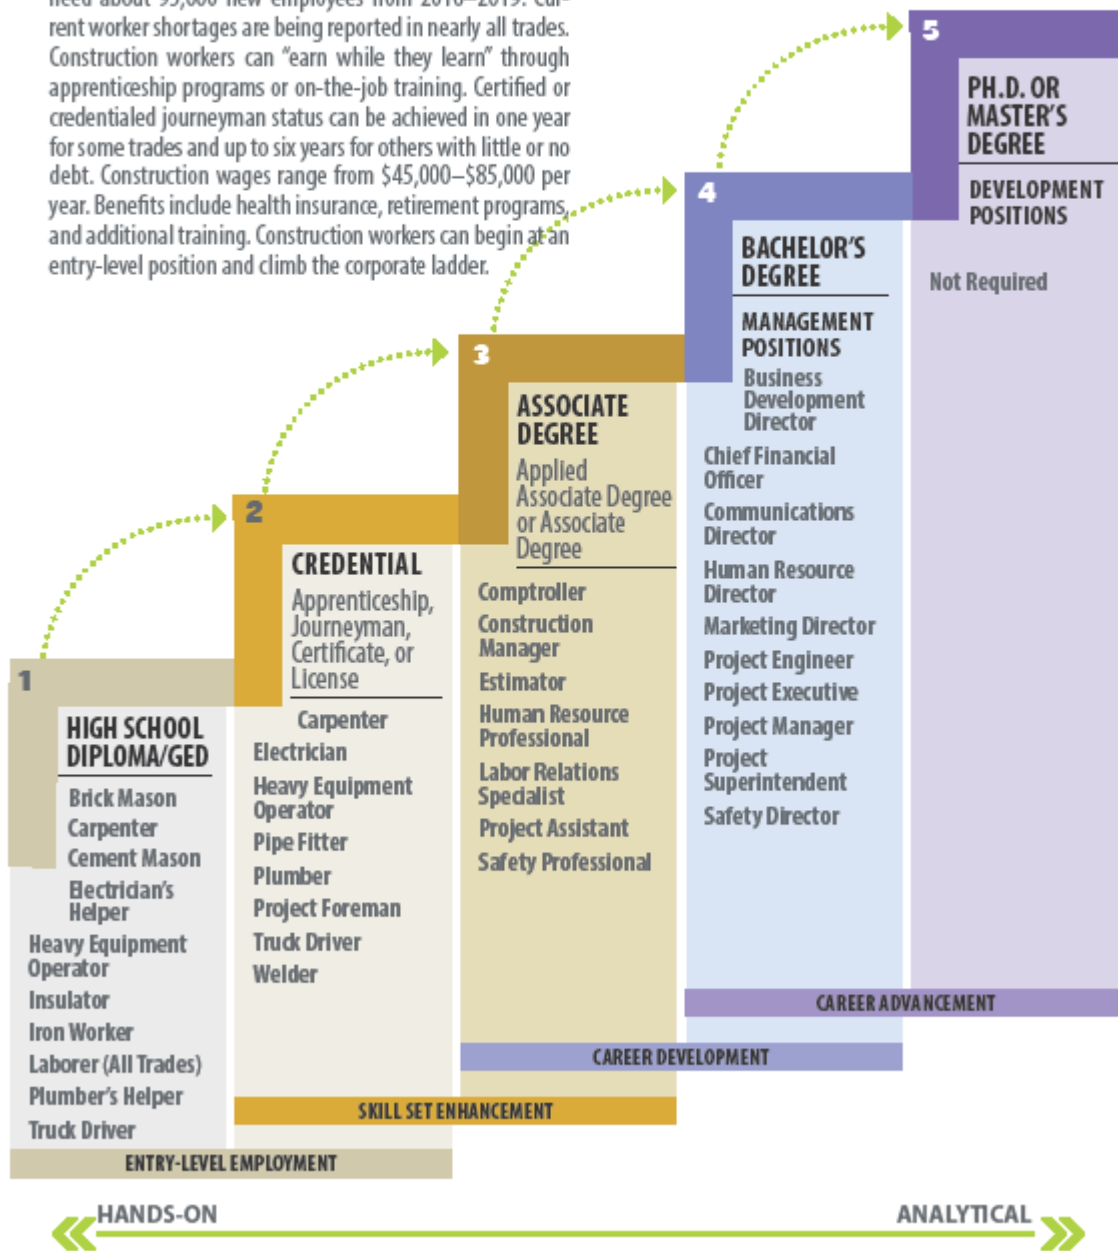 need about new employees from Cur-
rent worker shortages are being reported in nearly all trades.
Construction workers can “earn while they learn” through
apprenticeship programs or on-the-job training. Certified or
credentialed journeyman status can be achieved in one year
for some trades and up to six years for others with little or no
debt. Construction wages range from $45,000–$85,000 per
year. Benefits include health insurance, retirement programs,
and additional training. Construction workers can begin at an
entry-level position and climb the corporate ladder.
1
HIGH SCHOOL
DIPLOMA/GED
Brick Mason
Carpenter
Cement Mason
Electrician’s
Helper
Heavy Equipment
Operator
Insulator
Iron Worker
Laborer (All Trades)
Plumber’s Helper
Truck Driver
2
CREDENTIAL
Apprenticeship,
Journeyman,
Certificate, or
License
Carpenter
Electrician
Heavy Equipment
Operator
Pipe Fitter
Plumber
Project Foreman
Truck Driver
Welder
3
ASSOCIATE
DEGREE
Applied
Associate Degree
or Associate
Degree
Comptroller
Construction
Manager
Estimator
Human Resource
Professional
Labor Relations
Specialist
Project Assistant
Safety Professional
4
BACHELOR’S
DEGREE
MANAGEMENT
POSITIONS
Business
Development
Director
Chief Financial
Officer
Communications
Director
Human Resource
Director
Marketing Director
Project Engineer
Project Executive
Project Manager
Project
Superintendent
Safety Director
5
PH.D. OR
MASTER’S
DEGREE
DEVELOPMENT
POSITIONS
Not Required
CAREER ADVANCEMENT
CAREER DEVELOPMENT
SKILL SET ENHANCEMENT
ENTRY-LEVEL EMPLOYMENT
HANDS-ON
ANALYTICAL